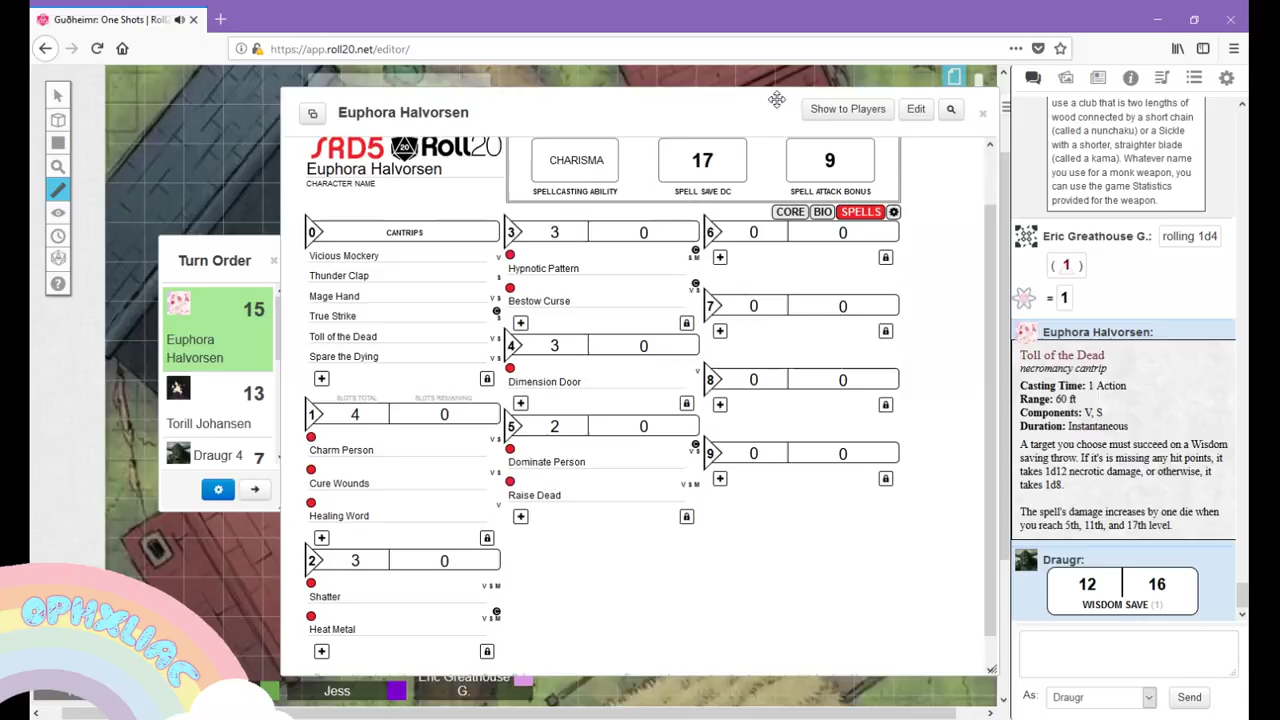 Guðheimr: One Shots | Roll2
https://app.roll20.net/editor/
Euphora Halvorsen
Show to Players
Edit
SRD5 20 Roll20
Euphora Halvorsen
CHARACTER NAME
CHARISMA
17
9
SPELLCASTING ABILITY
SPELL SAVE DC
SPELL ATTACK BONUS
CORE
BIO
SPELLS
0
CANTRIPS
Vicious Mockery V
Thunder Clap S
Mage Hand V S
True Strike C S
Toll of the Dead V S
Spare the Dying V S
SLOTS TOTAL
SLOTS REMAINING
1 4 0
V S
Charm Person
V S
Cure Wounds
V
Healing Word
2 3 0
V S M
Shatter
C
V S M
Heat Metal
3 3 0
C
S M
Hypnotic Pattern
C
V S
Bestow Curse
4 3 0
V
Dimension Door
5 2 0
C
V S
Dominate Person
V S M
Raise Dead
6 0 0
7 0 0
8 0 0
9 0 0
Turn Order
15
Euphora
Halvorsen
13
Torill Johansen
Draugr 4 7
use a club that is two lengths of
wood connected by a short chain
(called a nunchaku) or a Sickle
with a shorter, straighter blade
(called a kama). Whatever name
you use for a monk weapon, you
can use the game Statistics
provided for the weapon.
Eric Greathouse G.: rolling 1d4
( 1 )
= 1
Euphora Halvorsen:
Toll of the Dead
necromancy cantrip
Casting Time: 1 Action
Range: 60 ft
Components: V, S
Duration: Instantaneous
A target you choose must succeed on a Wisdom
saving throw. If it's is missing any hit points, it
takes 1d12 necrotic damage, or otherwise, it
takes 1d8.
The spell's damage increases by one die when
you reach 5th, 11th, and 17th level.
Draugr:
12 16
WISDOM SAVE (1)
As: Draugr
Send
Jess
Eric Greathouse
G.
OPHXLIAC